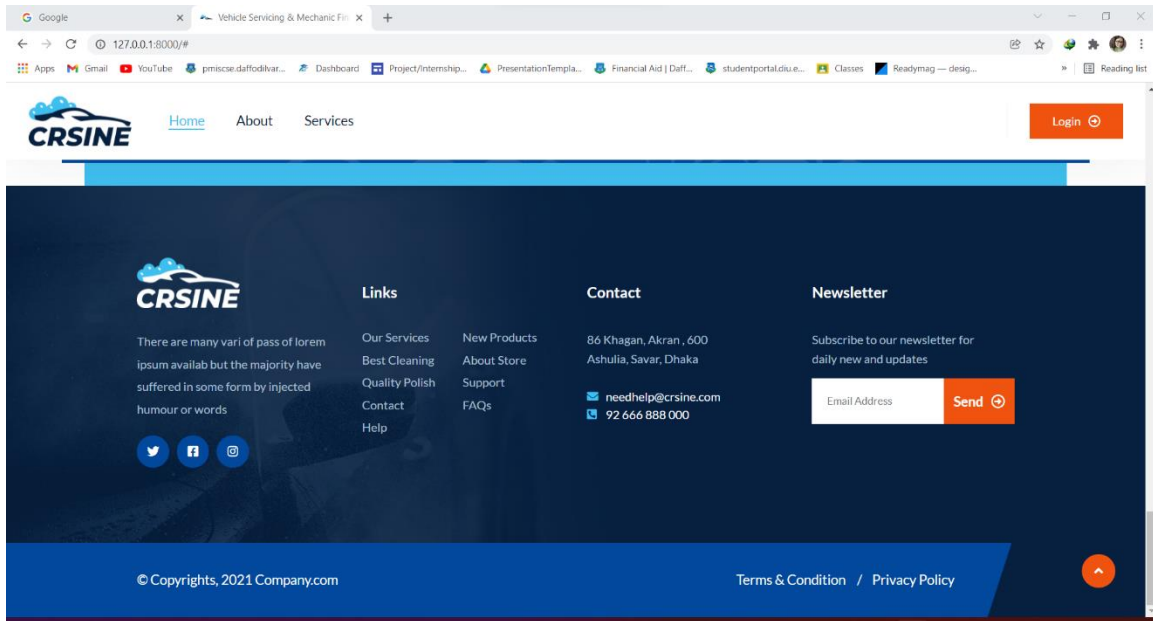 Google
Vehicle Servicing & Mechanic Fin
127.0.0.1:8000/#
Apps
Gmail
YouTube
pmiscse.daffodilvar...
Dashboard
Project/Internship...
PresentationTempla...
Financial Aid | Daff...
studentportal.diu.e...
Classes
Readymag — desig...
»
Reading list
CRSINE
Home
About
Services
Login
CRSINE
There are many vari of pass of lorem
ipsum availab but the majority have
suffered in some form by injected
humour or words
Links
Our Services
Best Cleaning
Quality Polish
Contact
Help
New Products
About Store
Support
FAQs
Contact
86 Khagan, Akran , 600
Ashulia, Savar, Dhaka
needhelp@crsine.com
92 666 888 000
Newsletter
Subscribe to our newsletter for
daily new and updates
Email Address
Send
© Copyrights, 2021 Company.com
Terms & Condition / Privacy Policy